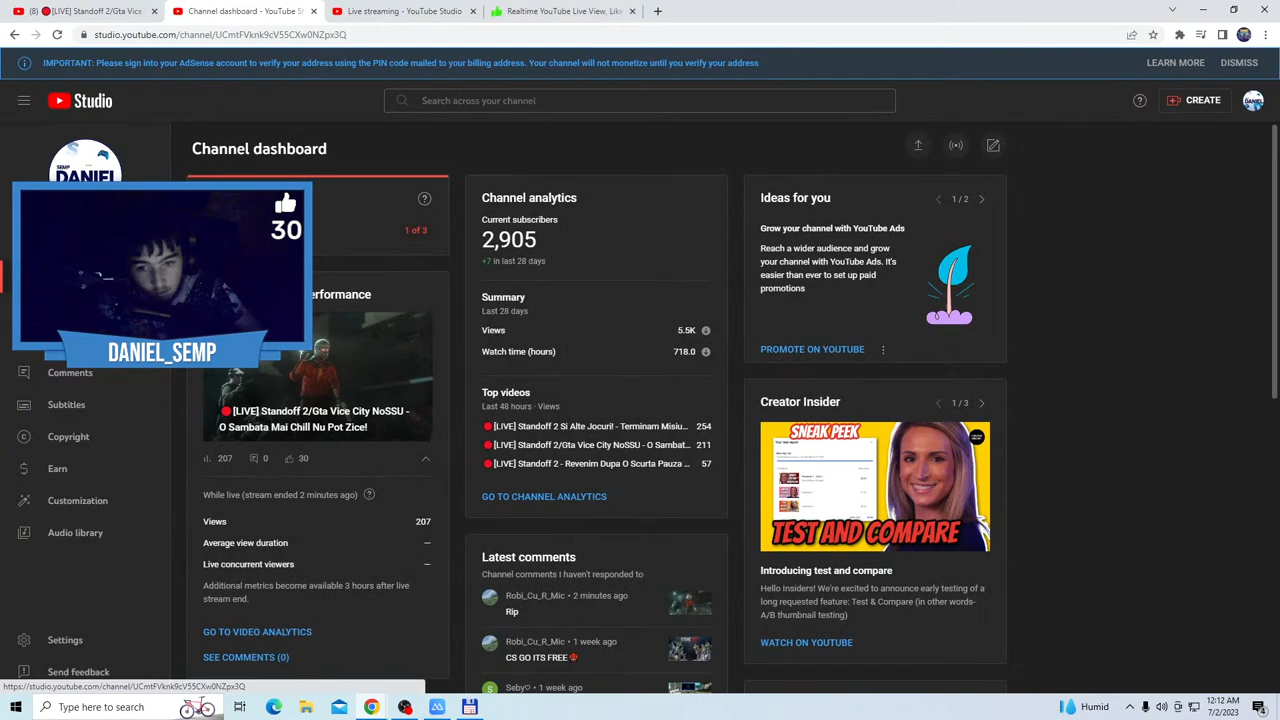 (8) 🔴[LIVE] Standoff 2/Gta Vice
Channel dashboard - YouTube S
Live streaming - YouTube Studio
Realtime YouTube Live View, Like
studio.youtube.com/channel/UCmtFVknk9cV55CXw0NZpx3Q
IMPORTANT: Please sign into your AdSense account to verify your address using the PIN code mailed to your billing address. Your channel will not monetize until you verify your address
LEARN MORE
DISMISS
Studio
Search across your channel
CREATE
DANIEL
Channel dashboard
SEMP
DANIEL
30
DANIEL_SEMP
Comments
Subtitles
Copyright
Earn
Customization
Audio library
Settings
Send feedback
1 of 3
erformance
🔴[LIVE] Standoff 2/Gta Vice City NoSSU -
O Sambata Mai Chill Nu Pot Zice!
207
0
30
While live (stream ended 2 minutes ago)
Views
207
Average view duration
–
Live concurrent viewers
–
Additional metrics become available 3 hours after live
stream end.
GO TO VIDEO ANALYTICS
SEE COMMENTS (0)
Channel analytics
Current subscribers
2,905
+7 in last 28 days
Summary
Last 28 days
Views
5.5K
Watch time (hours)
718.0
Top videos
Last 48 hours · Views
🔴[LIVE] Standoff 2 Si Alte Jocuri! - Terminam Misiu... 254
🔴[LIVE] Standoff 2/Gta Vice City NoSSU - O Sambat... 211
🔴[LIVE] Standoff 2 - Revenim Dupa O Scurta Pauza ... 57
GO TO CHANNEL ANALYTICS
Latest comments
Channel comments I haven't responded to
Robi_Cu_R_Mic • 2 minutes ago
Rip
Robi_Cu_R_Mic • 1 week ago
CS GO ITS FREE
S
Seby♡ • 1 week ago
Ideas for you
1 / 2
Grow your channel with YouTube Ads
Reach a wider audience and grow
your channel with YouTube Ads. It's
easier than ever to set up paid
promotions
PROMOTE ON YOUTUBE
Creator Insider
1 / 3
SNEAK PEEK
TEST AND COMPARE
Introducing test and compare
Hello Insiders! We're excited to announce early testing of
a long requested feature: Test & Compare (in other words-
A/B thumbnail testing)
WATCH ON YOUTUBE
https://studio.youtube.com/channel/UCmtFVknk9cV55CXw0NZpx3Q
Type here to search
Humid
12:12 AM
7/2/2023
4